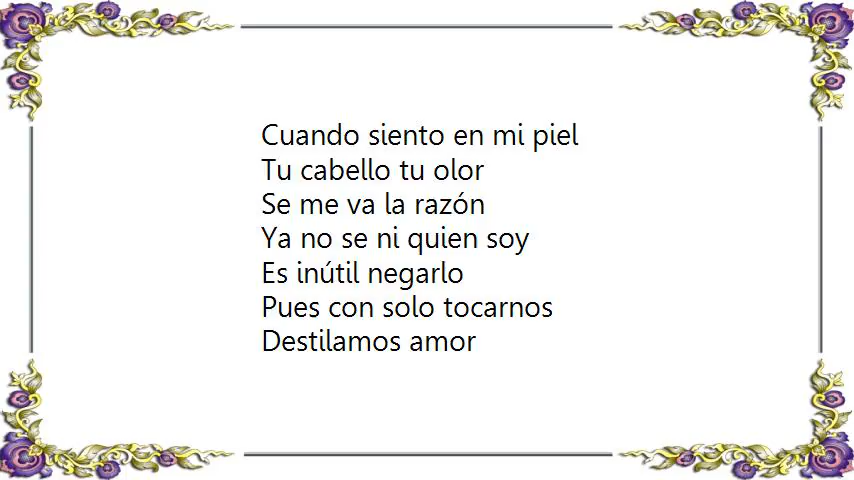 Cuando siento en mi piel
Tu cabello tu olor
Se me va la razón
Ya no se ni quien soy
Es inútil negarlo
Pues con solo tocarnos
Destilamos amor